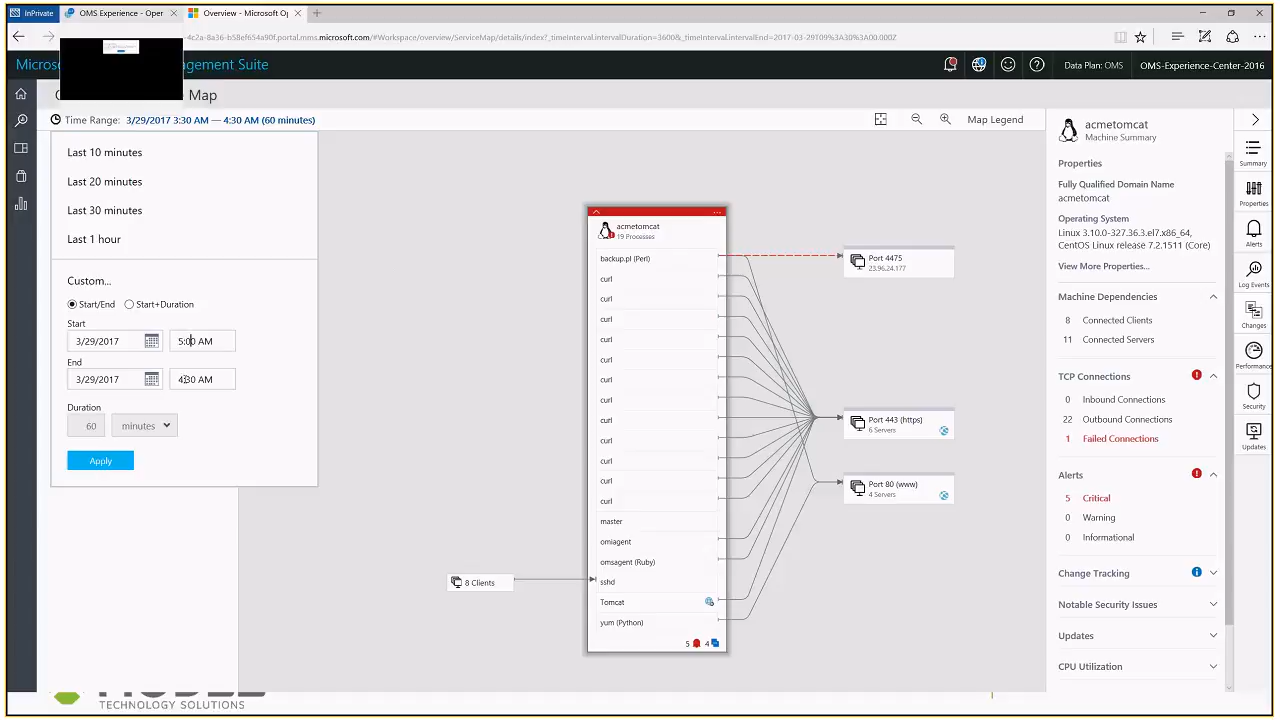 InPrivate
OMS Experience - Oper
Overview - Microsoft Op
4c2a-8a36-b58ef654a90f.portal.mms.microsoft.com/#Workspace/overview/ServiceMap/details/index?_timeInterval.intervalDuration=3600&_timeInterval.intervalEnd=2017-03-29T09%3A30%3A00.000Z
Microso
agement Suite
Data Plan: OMS
OMS-Experience-Center-2016
Map
Time Range: 3/29/2017 3:30 AM — 4:30 AM (60 minutes)
Map Legend
Last 10 minutes
Last 20 minutes
Last 30 minutes
Last 1 hour
Custom...
Start/End
Start+Duration
Start
3/29/2017
5:00 AM
End
3/29/2017
4:30 AM
Duration
60
minutes
Apply
8 Clients
acmetomcat
19 Processes
backup.pl (Perl)
curl
curl
curl
curl
curl
curl
curl
curl
curl
curl
curl
curl
master
omiagent
omsagent (Ruby)
sshd
Tomcat
yum (Python)
5
4
Port 4475
23.96.24.177
Port 443 (https)
6 Servers
Port 80 (www)
4 Servers
acmetomcat
Machine Summary
Properties
Fully Qualified Domain Name
acmetomcat
Operating System
Linux 3.10.0-327.36.3.el7.x86_64,
CentOS Linux release 7.2.1511 (Core)
View More Properties...
Machine Dependencies
8 Connected Clients
11 Connected Servers
TCP Connections
0 Inbound Connections
22 Outbound Connections
1 Failed Connections
Alerts
5 Critical
0 Warning
0 Informational
Change Tracking
Notable Security Issues
Updates
CPU Utilization
Summary
Properties
Alerts
Log Events
Changes
Performance
Security
Updates
TECHNOLOGY SOLUTIONS